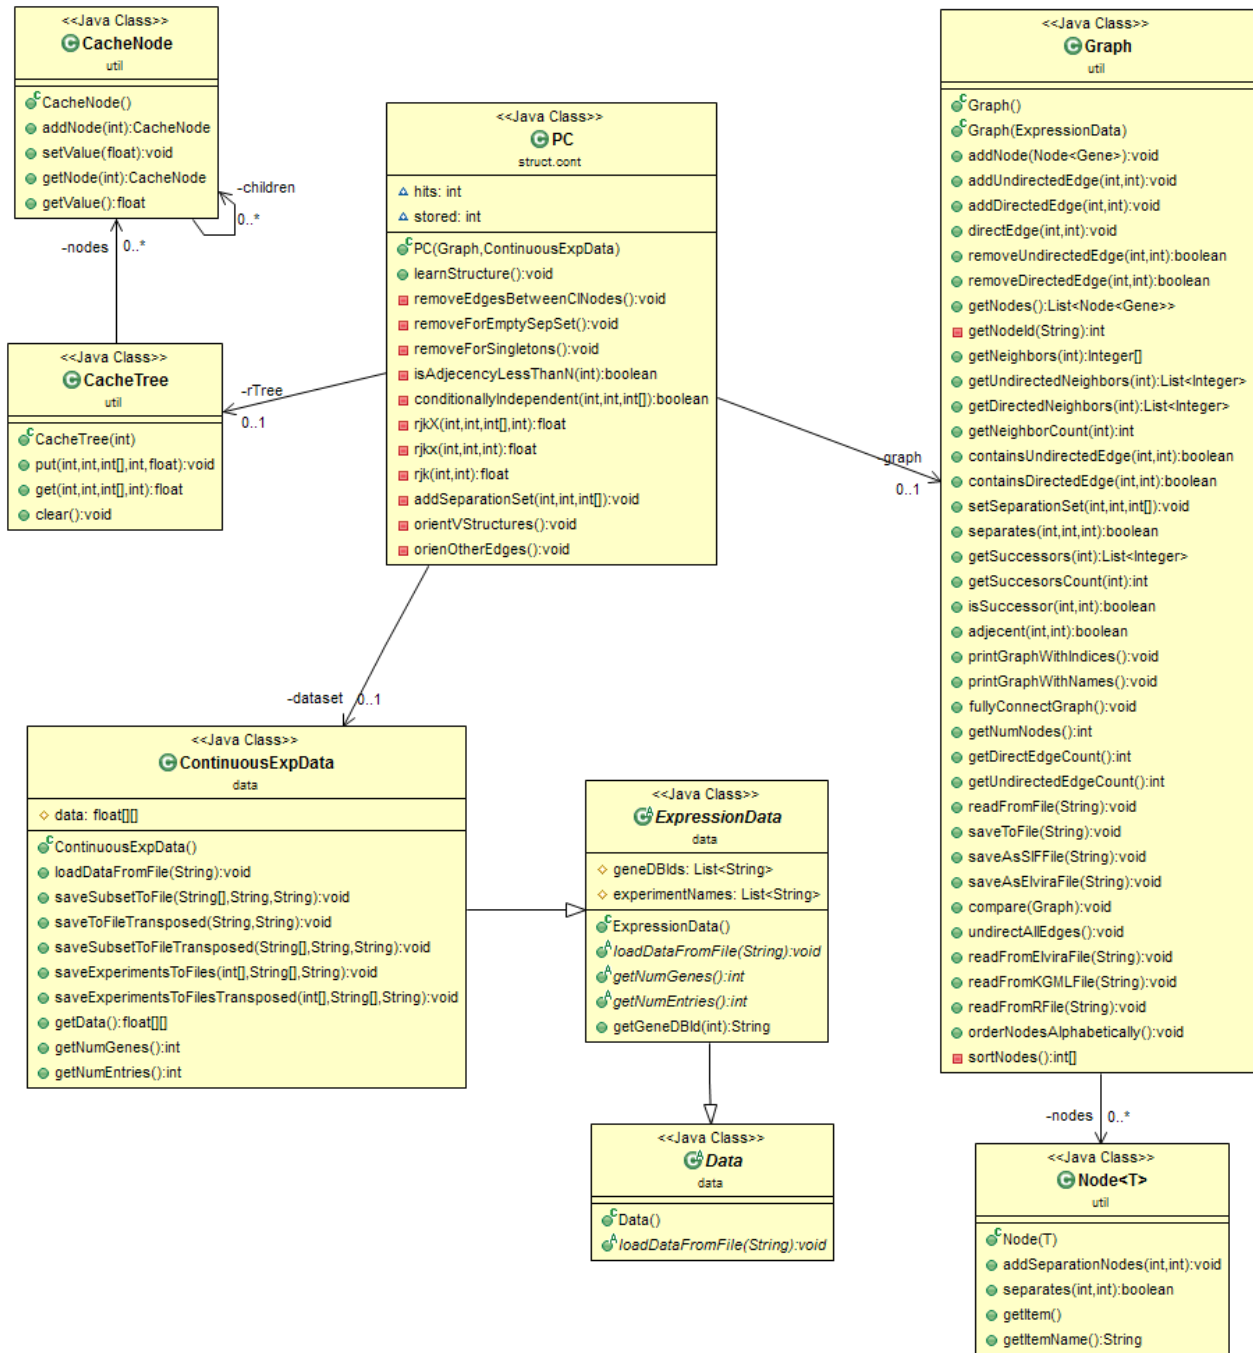 <<Java Class>>
CacheNode
util
CacheNode()
addNode(int):CacheNode
setValue(float):void
getNode(int):CacheNode
getValue():float
-children
0..*
-nodes 0..*
<<Java Class>>
CacheTree
util
CacheTree(int)
put(int,int,int[],int,float):void
get(int,int,int[],int):float
clear():void
<<Java Class>>
PC
struct.cont
hits: int
stored: int
PC(Graph,ContinuousExpData)
learnStructure():void
removeEdgesBetweenCINodes():void
removeForEmptySepSet():void
removeForSingletons():void
isAdjecencyLessThanN(int):boolean
conditionallyIndependent(int,int,int[]):boolean
rjkX(int,int,int[],int):float
rjkx(int,int,int):float
rjk(int,int):float
addSeparationSet(int,int,int[]):void
orientVStructures():void
orienOtherEdges():void
-rTree
0..1
-graph
0..1
-dataset 0..1
<<Java Class>>
Graph
util
Graph()
Graph(ExpressionData)
addNode(Node<Gene>):void
addUndirectedEdge(int,int):void
addDirectedEdge(int,int):void
directEdge(int,int):void
removeUndirectedEdge(int,int):boolean
removeDirectedEdge(int,int):boolean
getNodes():List<Node<Gene>>
getNodeId(String):int
getNeighbors(int):Integer[]
getUndirectedNeighbors(int):List<Integer>
getDirectedNeighbors(int):List<Integer>
getNeighborCount(int):int
containsUndirectedEdge(int,int):boolean
containsDirectedEdge(int,int):boolean
setSeparationSet(int,int,int[]):void
separates(int,int,int):boolean
getSuccessors(int):List<Integer>
getSuccesorsCount(int):int
isSuccessor(int,int):boolean
adjecent(int,int):boolean
printGraphWithIndices():void
printGraphWithNames():void
fullyConnectGraph():void
getNumNodes():int
getDirectEdgeCount():int
getUndirectedEdgeCount():int
readFromFile(String):void
saveToFile(String):void
saveAsSIFFile(String):void
saveAsElviraFile(String):void
compare(Graph):void
undirectAllEdges():void
readFromElviraFile(String):void
readFromKGMLFile(String):void
readFromRFile(String):void
orderNodesAlphabetically():void
sortNodes():int[]
<<Java Class>>
ContinuousExpData
data
data: float[][]
ContinuousExpData()
loadDataFromFile(String):void
saveSubsetToFile(String[],String,String):void
saveToFileTransposed(String,String):void
saveSubsetToFileTransposed(String[],String,String):void
saveExperimentsToFiles(int[],String[],String):void
saveExperimentsToFilesTransposed(int[],String[],String):void
getData():float[][]
getNumGenes():int
getNumEntries():int
<<Java Class>>
ExpressionData
data
geneDBIds: List<String>
experimentNames: List<String>
ExpressionData()
loadDataFromFile(String):void
getNumGenes():int
getNumEntries():int
getGeneDBId(int):String
<<Java Class>>
Data
data
Data()
loadDataFromFile(String):void
-nodes 0..*
<<Java Class>>
Node<T>
util
Node(T)
addSeparationNodes(int,int):void
separates(int,int):boolean
getItem()
getItemName():String